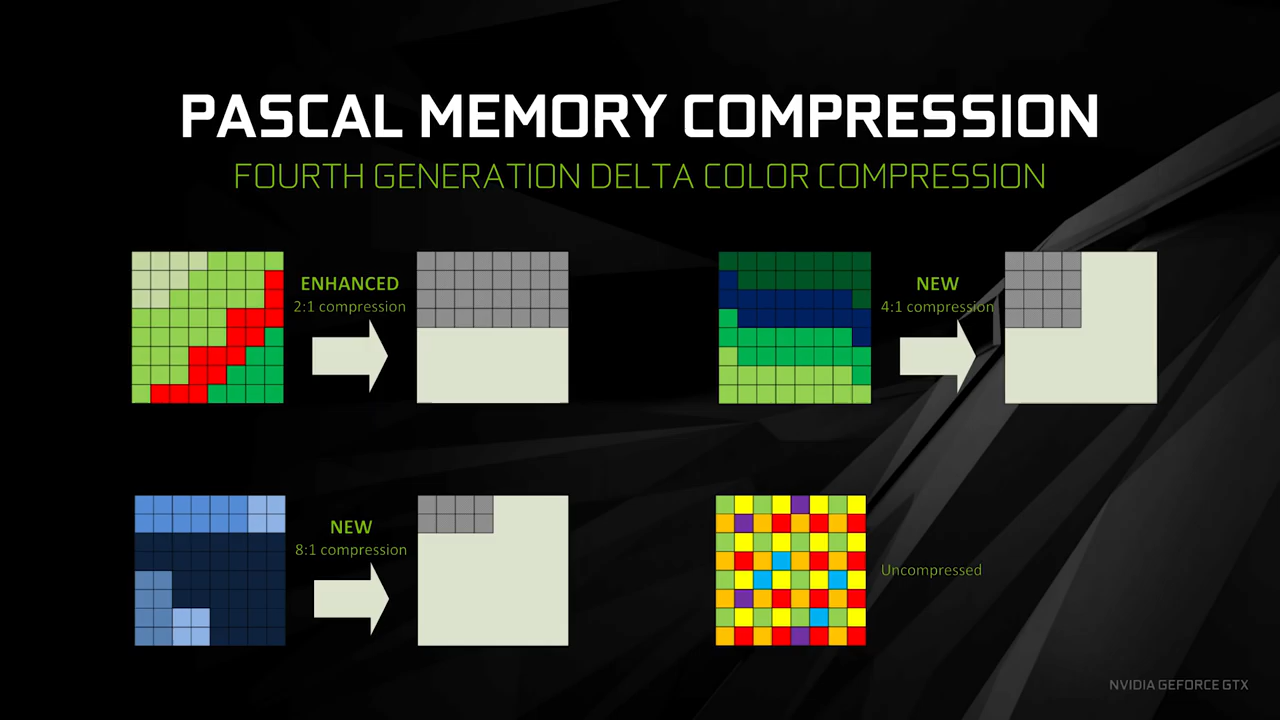 PASCAL MEMORY COMPRESSION
FOURTH GENERATION DELTA COLOR COMPRESSION
ENHANCED
2:1 compression
NEW
4:1 compression
NEW
8:1 compression
Uncompressed
NVIDIA GEFORCE GTX